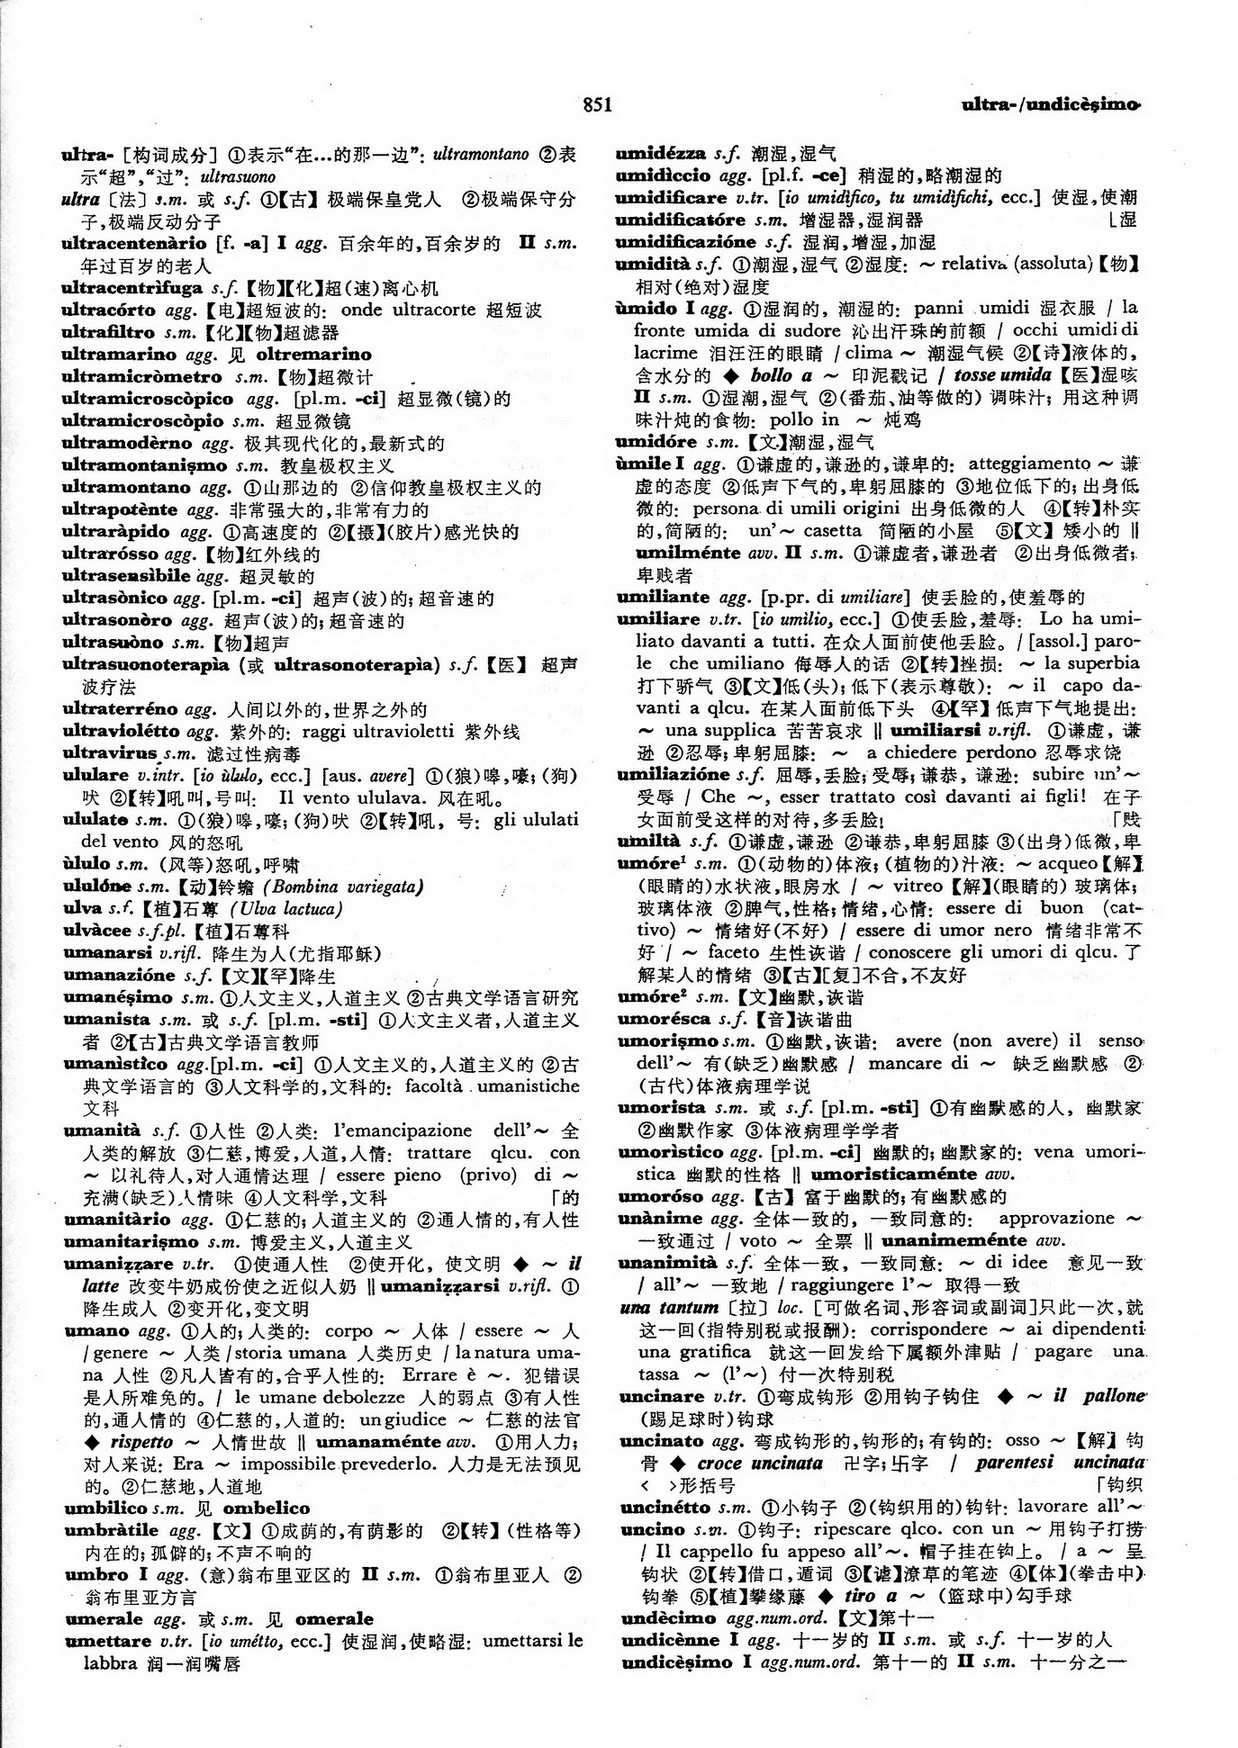 851
ultra-/undicèṣimo
ultra- [构词成分] ①表示“在…的那一边”: ultramontano ②表
示“超”,“过”: ultrasuono
ultra [法] s.m. 或 s.f. ①【古】极端保皇党人 ②极端保守分
子,极端反动分子
ultracentenàrio [f. -a] I agg. 百余年的,百余岁的 II s.m.
年过百岁的老人
ultracentrìfuga s.f.【物】【化】超(速)离心机
ultracórto agg.【电】超短波的: onde ultracorte 超短波
ultrafiltro s.m.【化】【物】超滤器
ultramarino agg. 见 oltremarino
ultramicròmetro s.m.【物】超微计
ultramicroscòpico agg. [pl.m. -ci] 超显微(镜)的
ultramicroscòpio s.m. 超显微镜
ultramodèrno agg. 极其现代化的,最新式的
ultramontaniṣmo s.m. 教皇极权主义
ultramontano agg. ①山那边的 ②信仰教皇极权主义的
ultrapotènte agg. 非常强大的,非常有力的
ultraràpido agg. ①高速度的 ②【摄】(胶片)感光快的
ultrarósso agg.【物】红外线的
ultrasensìbile agg. 超灵敏的
ultrasònico agg. [pl.m. -ci] 超声(波)的; 超音速的
ultrasonòro agg. 超声(波)的; 超音速的
ultrasuòno s.m.【物】超声
ultrasuonoterapìa (或 ultrasonoterapìa) s.f.【医】 超声
波疗法
ultraterréno agg. 人间以外的,世界之外的
ultraviolétto agg. 紫外的: raggi ultravioletti 紫外线
ultravirus s.m. 滤过性病毒
ululare v.intr. [io ùlulo, ecc.] [aus. avere] ①(狼)嗥,嚎; (狗)
吠 ②【转】吼叫,号叫: Il vento ululava. 风在吼。
ululato s.m. ①(狼)嗥,嚎; (狗)吠 ②【转】吼, 号: gli ululati
del vento 风的怒吼
ùlulo s.m. (风等)怒吼,呼啸
ululóne s.m.【动】铃蟾 (Bombina variegata)
ulva s.f.【植】石莼 (Ulva lactuca)
ulvàcee s.f.pl.【植】石莼科
umanarsi v.rifl. 降生为人(尤指耶稣)
umanazióne s.f.【文】【罕】降生
umanéṣimo s.m. ①人文主义,人道主义 ②古典文学语言研究
umanista s.m. 或 s.f. [pl.m. -sti] ①人文主义者,人道主义
者 ②【古】古典文学语言教师
umanìstico agg.[pl.m. -ci] ①人文主义的,人道主义的 ②古
典文学语言的 ③人文科学的,文科的: facoltà umanistiche
文科
umanità s.f. ①人性 ②人类: l'emancipazione dell'～ 全
人类的解放 ③仁慈,博爱,人道,人情: trattare qlcu. con
～ 以礼待人,对人通情达理 / essere pieno (privo) di ～
充满(缺乏)人情味 ④人文科学,文科 「的
umanitàrio agg. ①仁慈的; 人道主义的 ②通人情的,有人性
umanitariṣmo s.m. 博爱主义,人道主义
umaniẓẓare v.tr. ①使通人性 ②使开化, 使文明 ◆ ～ il
latte 改变牛奶成份使之近似人奶 ‖ umaniẓẓarsi v.rifl. ①
降生成人 ②变开化,变文明
umano agg. ①人的; 人类的: corpo ～ 人体 / essere ～ 人
/ genere ～ 人类 / storia umana 人类历史 / la natura uma-
na 人性 ②凡人皆有的,合乎人性的: Errare è ～. 犯错误
是人所难免的。/ le umane debolezze 人的弱点 ③有人性
的,通人情的 ④仁慈的,人道的: un giudice ～ 仁慈的法官
◆ rispetto ～ 人情世故 ‖ umanaménte avv. ①用人力;
对人来说: Era ～ impossibile prevederlo. 人力是无法预见
的。②仁慈地,人道地
umbilico s.m. 见 ombelico
umbràtile agg.【文】①成荫的,有荫影的 ②【转】(性格等)
内在的; 孤僻的; 不声不响的
umbro I agg. (意)翁布里亚区的 II s.m. ①翁布里亚人 ②
翁布里亚方言
umerale agg. 或 s.m. 见 omerale
umettare v.tr. [io umétto, ecc.] 使湿润,使略湿: umettarsi le
labbra 润一润嘴唇
umidézza s.f. 潮湿,湿气
umidìccio agg. [pl.f. -ce] 稍湿的,略潮湿的
umidificare v.tr. [io umidìfico, tu umidìfichi, ecc.] 使湿,使潮
umidificatóre s.m. 增湿器,湿润器 ⌊湿
umidificazióne s.f. 湿润,增湿,加湿
umidità s.f. ①潮湿,湿气 ②湿度: ～ relativa (assoluta)【物】
相对(绝对)湿度
ùmido I agg. ①湿润的, 潮湿的: panni umidi 湿衣服 / la
fronte umida di sudore 沁出汗珠的前额 / occhi umidi di
lacrime 泪汪汪的眼睛 / clima ～ 潮湿气候 ②【诗】液体的,
含水分的 ◆ bollo a ～ 印泥戳记 / tosse umida【医】湿咳
II s.m. ①湿潮,湿气 ②(番茄、油等做的) 调味汁; 用这种调
味汁炖的食物: pollo in ～ 炖鸡
umidóre s.m.【文】潮湿,湿气
ùmile I agg. ①谦虚的,谦逊的,谦卑的: atteggiamento ～ 谦
虚的态度 ②低声下气的,卑躬屈膝的 ③地位低下的; 出身低
微的: persona di umili origini 出身低微的人 ④【转】朴实
的,简陋的: un'～ casetta 简陋的小屋 ⑤【文】矮小的 ‖
umilménte avv. II s.m. ①谦虚者,谦逊者 ②出身低微者;
卑贱者
umiliante agg. [p.pr. di umiliare] 使丢脸的,使羞辱的
umiliare v.tr. [io umìlio, ecc.] ①使丢脸,羞辱: Lo ha umi-
liato davanti a tutti. 在众人面前使他丢脸。/ [assol.] paro-
le che umiliano 侮辱人的话 ②【转】挫损: ～ la superbia
打下骄气 ③【文】低(头); 低下(表示尊敬): ～ il capo da-
vanti a qlcu. 在某人面前低下头 ④【罕】低声下气地提出:
～ una supplica 苦苦哀求 ‖ umiliarsi v.rifl. ①谦虚, 谦
逊 ②忍辱; 卑躬屈膝: ～ a chiedere perdono 忍辱求饶
umiliazióne s.f. 屈辱,丢脸; 受辱; 谦恭, 谦逊: subire un'～
受辱 / Che ～, esser trattato così davanti ai figli! 在子
女面前受这样的对待,多丢脸! 「贱
umiltà s.f. ①谦虚,谦逊 ②谦恭,卑躬屈膝 ③(出身)低微,卑
umóre¹ s.m. ①(动物的)体液; (植物的)汁液: ～ acqueo【解】
(眼睛的)水状液,眼房水 / ～ vitreo【解】(眼睛的) 玻璃体;
玻璃体液 ②脾气,性格; 情绪,心情: essere di buon (cat-
tivo) ～ 情绪好(不好) / essere di umor nero 情绪非常不
好 / ～ faceto 生性诙谐 / conoscere gli umori di qlcu. 了
解某人的情绪 ③【古】[复]不合,不友好
umóre² s.m.【文】幽默,诙谐
umorésca s.f.【音】诙谐曲
umoriṣmo s.m. ①幽默,诙谐: avere (non avere) il senso
dell'～ 有(缺乏)幽默感 / mancare di ～ 缺乏幽默感 ②
(古代)体液病理学说
umorista s.m. 或 s.f. [pl.m. -sti] ①有幽默感的人, 幽默家
②幽默作家 ③体液病理学学者
umorìstico agg. [pl.m. -ci] 幽默的; 幽默家的: vena umori-
stica 幽默的性格 ‖ umoristicaménte avv.
umoróso agg.【古】富于幽默的; 有幽默感的
unànime agg. 全体一致的, 一致同意的: approvazione ～
一致通过 / voto ～ 全票 ‖ unanimeménte avv.
unanimità s.f. 全体一致, 一致同意: ～ di idee 意见一致
/ all'～ 一致地 / raggiungere l'～ 取得一致
una tantum [拉] loc. [可做名词、形容词或副词]只此一次,就
这一回(指特别税或报酬): corrispondere ～ ai dipendenti
una gratifica 就这一回发给下属额外津贴 / pagare una
tassa ～ (l'～) 付一次特别税
uncinare v.tr. ①弯成钩形 ②用钩子钩住 ◆ ～ il pallone
(踢足球时)钩球
uncinato agg. 弯成钩形的,钩形的; 有钩的: osso ～【解】钩
骨 ◆ croce uncinata 卍字; 卐字 / parentesi uncinata
< >形括号 「钩织
uncinétto s.m. ①小钩子 ②(钩织用的)钩针: lavorare all'～
uncino s.m. ①钩子: ripescare qlco. con un ～ 用钩子打捞
/ Il cappello fu appeso all'～. 帽子挂在钩上。/ a ～ 呈
钩状 ②【转】借口,遁词 ③【谑】潦草的笔迹 ④【体】(拳击中)
钩拳 ⑤【植】攀缘藤 ◆ tiro a ～ (篮球中)勾手球
undècimo agg.num.ord.【文】第十一
undicènne I agg. 十一岁的 II s.m. 或 s.f. 十一岁的人
undicèṣimo I agg.num.ord. 第十一的 II s.m. 十一分之一